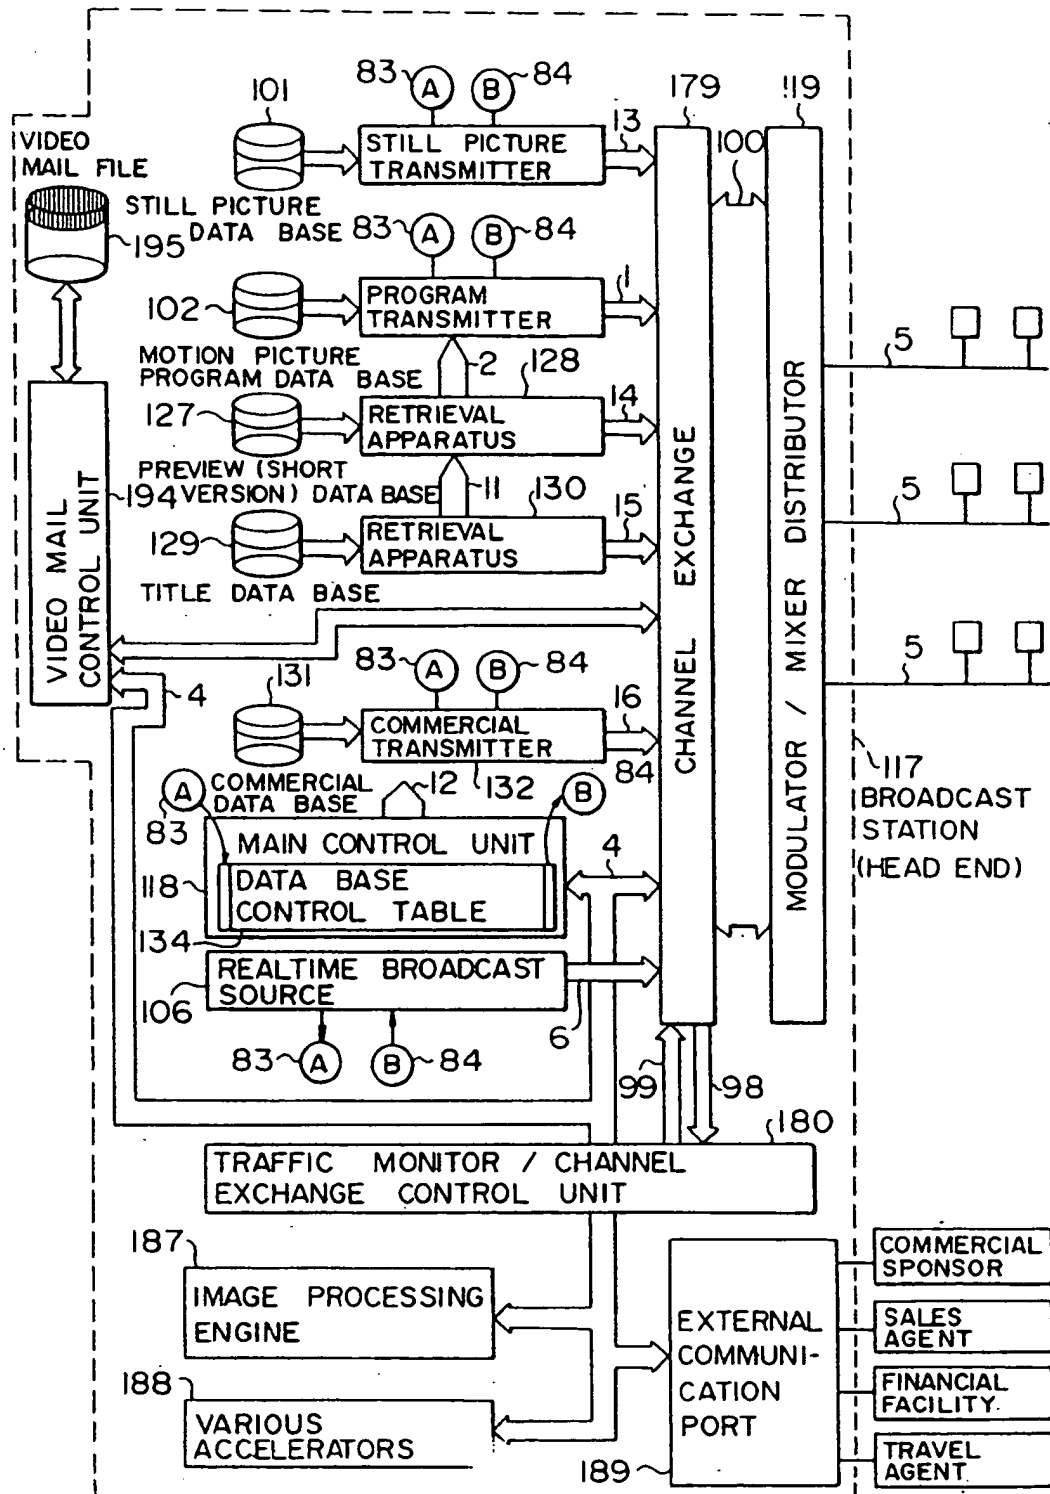 83 84 179 119
101 A B
13 100
VIDEO
MAIL FILE
STILL PICTURE
TRANSMITTER
STILL PICTURE
DATA BASE
195
83 84
A B
102
PROGRAM
TRANSMITTER
1
MOTION PICTURE
PROGRAM DATA BASE
2 128
5
127
RETRIEVAL
APPARATUS
14
PREVIEW (SHORT
VERSION) DATA BASE
194
11 130
5
129
RETRIEVAL
APPARATUS
15
TITLE DATA BASE
VIDEO MAIL
CONTROL UNIT
CHANNEL EXCHANGE
MODULATOR / MIXER DISTRIBUTOR
83 84
A B
4
131
COMMERCIAL
TRANSMITTER
16
5
84
132
COMMERCIAL
DATA BASE
12
A B
83
117
BROADCAST
STATION
(HEAD END)
MAIN CONTROL UNIT
118
DATA BASE
CONTROL TABLE
4
134
REALTIME BROADCAST
SOURCE
106
6
83 A B 84
99 98
180
TRAFFIC MONITOR / CHANNEL
EXCHANGE CONTROL UNIT
187
IMAGE PROCESSING
ENGINE
188
VARIOUS
ACCELERATORS
EXTERNAL
COMMUNI-
CATION
PORT
189
COMMERCIAL
SPONSOR
SALES
AGENT
FINANCIAL
FACILITY
TRAVEL
AGENT